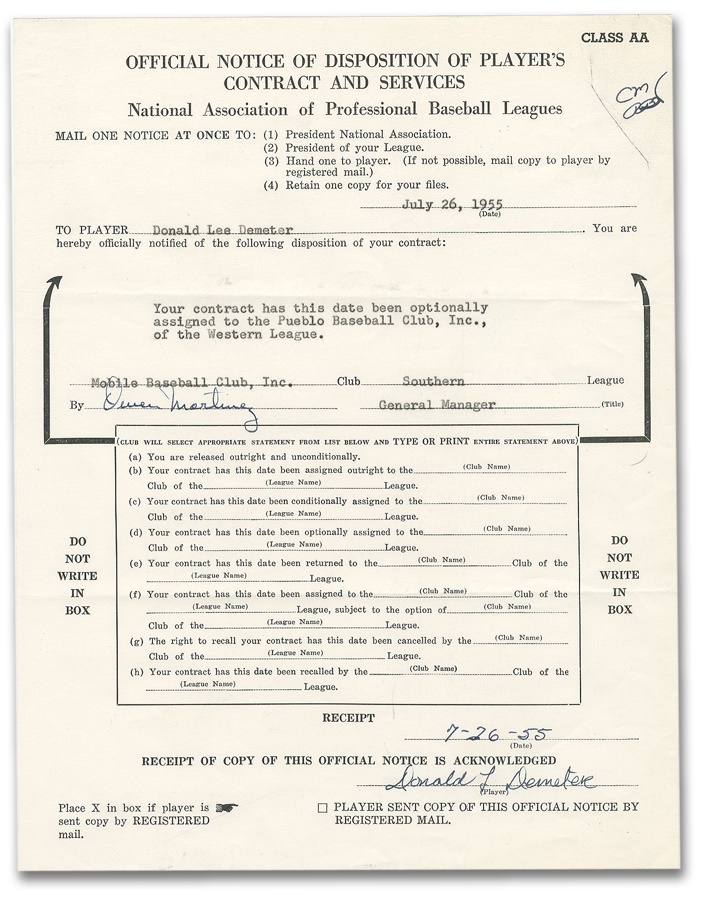 CLASS AA
OFFICIAL NOTICE OF DISPOSITION OF PLAYER'S
CONTRACT AND SERVICES
National Association of Professional Baseball Leagues
MAIL ONE NOTICE AT ONCE TO: (1) President National Association.
(2) President of your League.
(3) Hand one to player. (If not possible, mail copy to player by
registered mail.)
(4) Retain one copy for your files.
July 26, 1955
(Date)
TO PLAYER Donald Lee Demeter. You are
hereby officially notified of the following disposition of your contract:
Your contract has this date been optionally
assigned to the Pueblo Baseball Club, Inc.,
of the Western League.
Mobile Baseball Club, Inc. Club Southern League
By Owen Martinez General Manager (Title)
(CLUB WILL SELECT APPROPRIATE STATEMENT FROM LIST BELOW AND TYPE OR PRINT ENTIRE STATEMENT ABOVE)
(a) You are released outright and unconditionally.
(b) Your contract has this date been assigned outright to the (Club Name)
Club of the (League Name) League.
(c) Your contract has this date been conditionally assigned to the (Club Name)
Club of the (League Name) League.
(d) Your contract has this date been optionally assigned to the (Club Name)
Club of the (League Name) League.
(e) Your contract has this date been returned to the (Club Name) Club of the
(League Name) League.
(f) Your contract has this date been assigned to the (Club Name) Club of the
(League Name) League, subject to the option of (Club Name)
Club of the (League Name) League.
(g) The right to recall your contract has this date been cancelled by the (Club Name)
Club of the (League Name) League.
(h) Your contract has this date been recalled by the (Club Name) Club of the
(League Name) League.
DO
NOT
WRITE
IN
BOX
DO
NOT
WRITE
IN
BOX
RECEIPT
7-26-55
(Date)
RECEIPT OF COPY OF THIS OFFICIAL NOTICE IS ACKNOWLEDGED
Donald L Demeter
(Player)
Place X in box if player is
sent copy by REGISTERED
mail.
PLAYER SENT COPY OF THIS OFFICIAL NOTICE BY
REGISTERED MAIL.